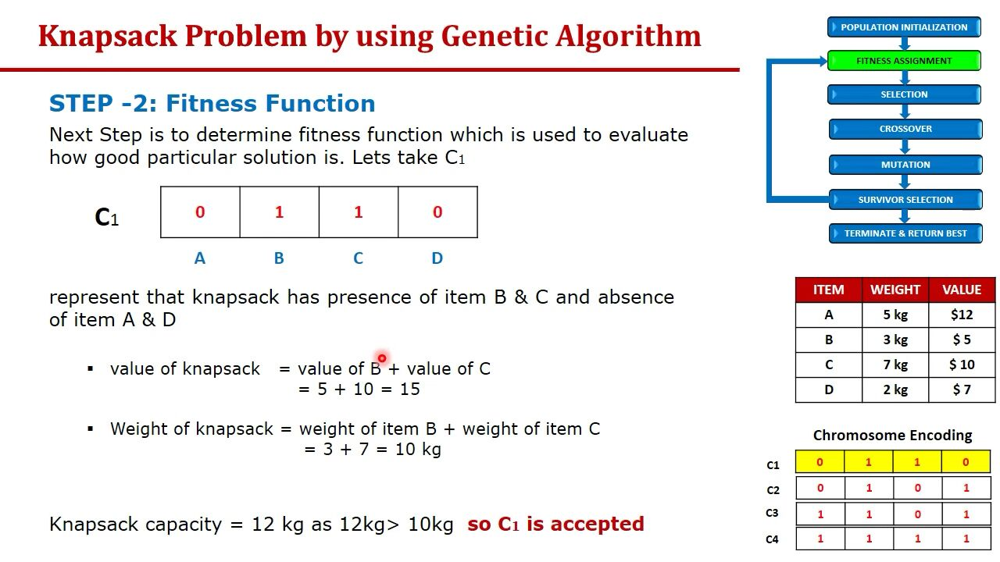 Knapsack Problem by using Genetic Algorithm
STEP -2: Fitness Function
Next Step is to determine fitness function which is used to evaluate
how good particular solution is. Lets take C1
C1
0 1 1 0
A B C D
represent that knapsack has presence of item B & C and absence
of item A & D
▪ value of knapsack = value of B + value of C
= 5 + 10 = 15
▪ Weight of knapsack = weight of item B + weight of item C
= 3 + 7 = 10 kg
Knapsack capacity = 12 kg as 12kg> 10kg so C1 is accepted
POPULATION INITIALIZATION
FITNESS ASSIGNMENT
SELECTION
CROSSOVER
MUTATION
SURVIVOR SELECTION
TERMINATE & RETURN BEST
ITEM WEIGHT VALUE
A 5 kg $12
B 3 kg $ 5
C 7 kg $ 10
D 2 kg $ 7
Chromosome Encoding
C1 0 1 1 0
C2 0 1 0 1
C3 1 1 0 1
C4 1 1 1 1